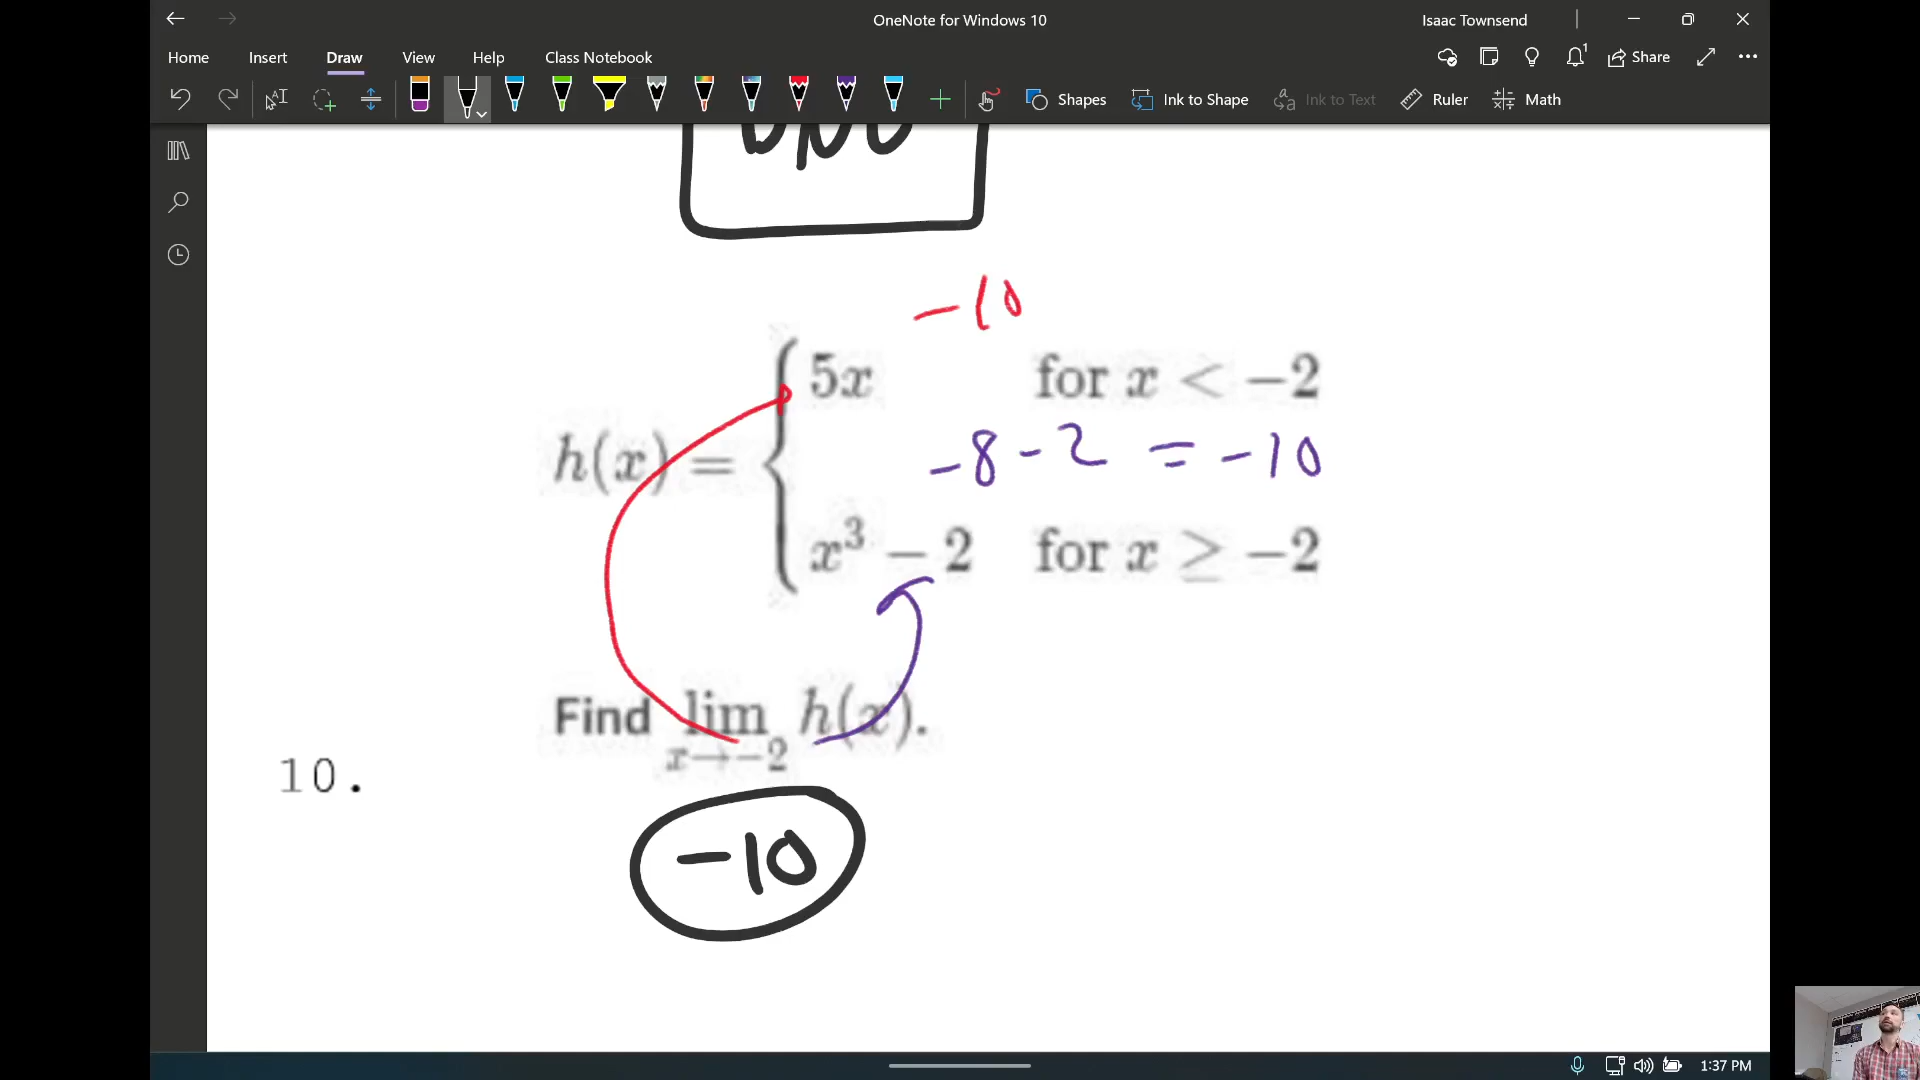 OneNote for Windows 10
Isaac Townsend
Home Insert Draw View Help Class Notebook
1
Share
Shapes Ink to Shape Ink to Text Ruler Math
-10
5x for x < -2
-8 - 2 = -10
h(x) =
x³ - 2 for x ≥ -2
Find lim h(x).
x→-2
10.
-10
1:37 PM